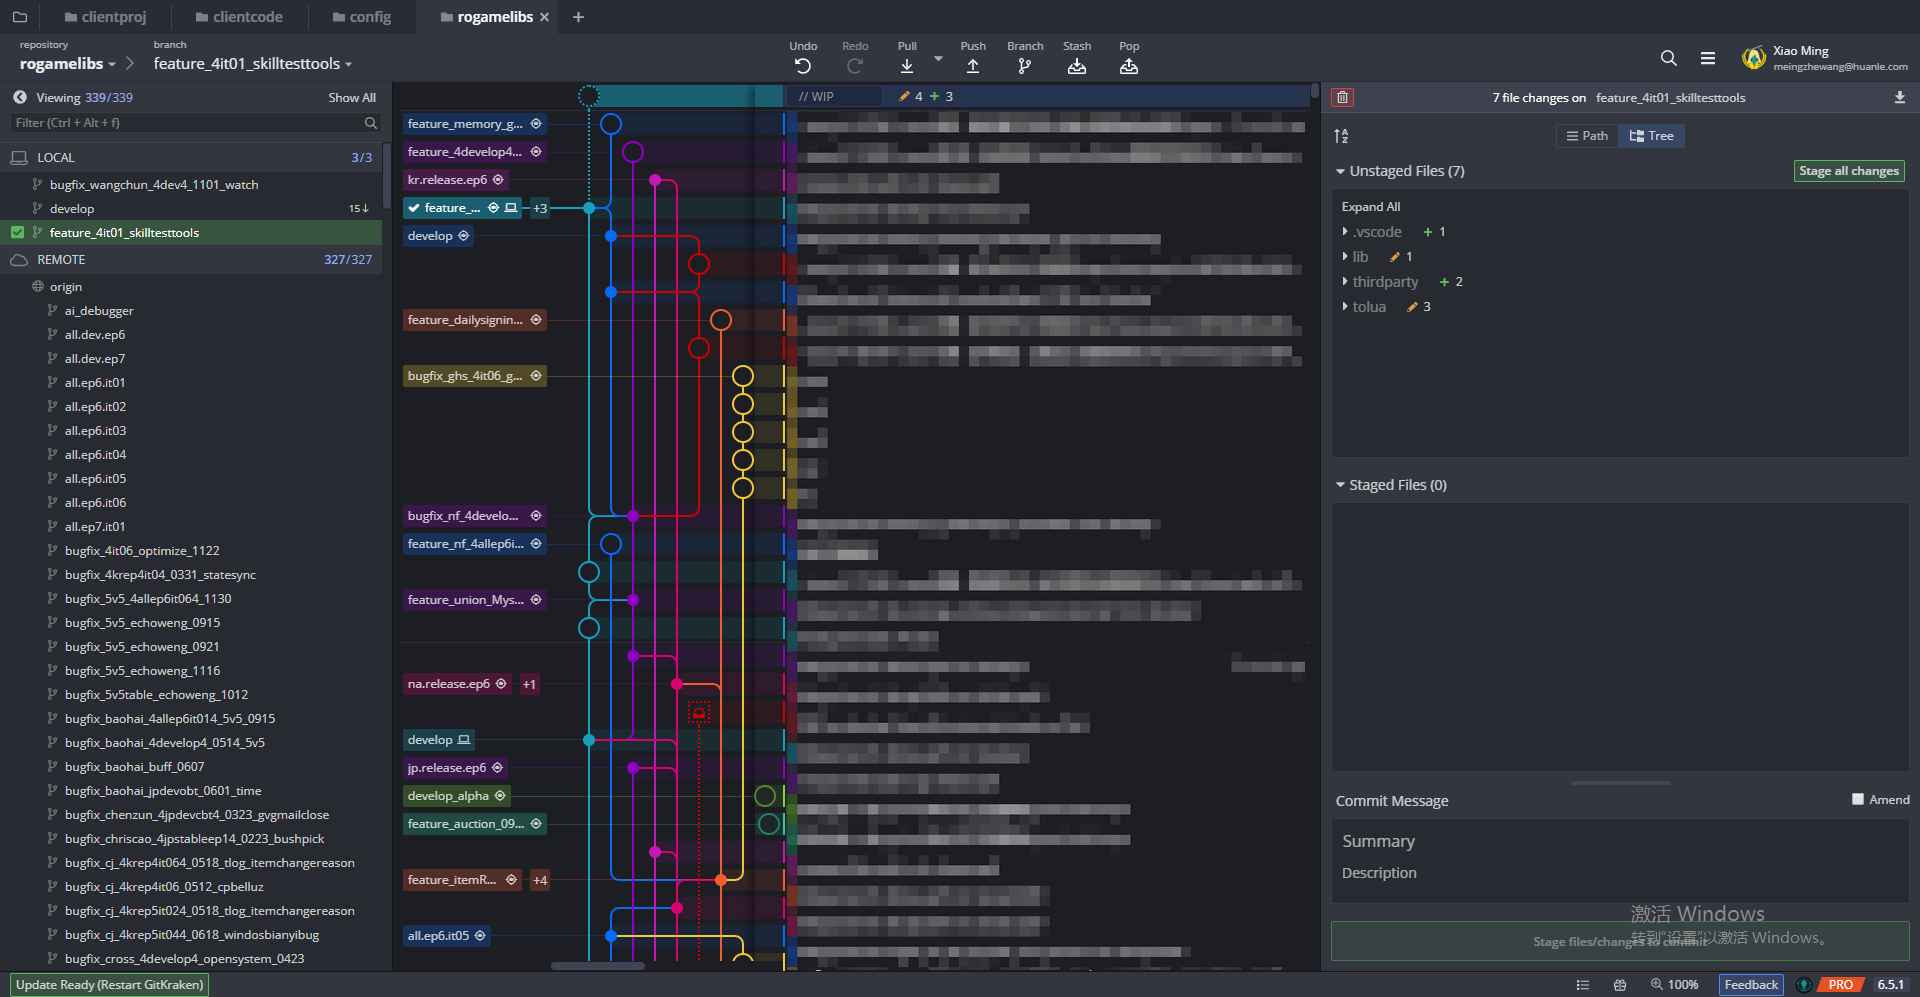 clientproj
clientcode
config
rogamelibs
repository
rogamelibs
branch
feature_4it01_skilltesttools
Undo
Redo
Pull
Push
Branch
Stash
Pop
Xiao Ming
meingzhewang@huanle.com
Viewing 339/339
Show All
Filter (Ctrl + Alt + f)
LOCAL
3/3
bugfix_wangchun_4dev4_1101_watch
develop
15↓
feature_4it01_skilltesttools
REMOTE
327/327
origin
ai_debugger
all.dev.ep6
all.dev.ep7
all.ep6.it01
all.ep6.it02
all.ep6.it03
all.ep6.it04
all.ep6.it05
all.ep6.it06
all.ep7.it01
bugfix_4it06_optimize_1122
bugfix_4krep4it04_0331_statesync
bugfix_5v5_4allep6it064_1130
bugfix_5v5_echoweng_0915
bugfix_5v5_echoweng_0921
bugfix_5v5_echoweng_1116
bugfix_5v5table_echoweng_1012
bugfix_baohai_4allep6it014_5v5_0915
bugfix_baohai_4develop4_0514_5v5
bugfix_baohai_buff_0607
bugfix_baohai_jpdevobt_0601_time
bugfix_chenzun_4jpdevcbt4_0323_gvgmailclose
bugfix_chriscao_4jpstableep14_0223_bushpick
bugfix_cj_4krep4it064_0518_tlog_itemchangereason
bugfix_cj_4krep4it06_0512_cpbelluz
bugfix_cj_4krep5it024_0518_tlog_itemchangereason
bugfix_cj_4krep5it044_0618_windosbianyibug
bugfix_cross_4develop4_opensystem_0423
// WIP
4
+ 3
feature_memory_g...
feature_4develop4...
kr.release.ep6
feature_...
+3
develop
feature_dailysignin...
bugfix_ghs_4it06_g...
bugfix_nf_4develo...
feature_nf_4allep6i...
feature_union_Mys...
na.release.ep6
+1
develop
jp.release.ep6
develop_alpha
feature_auction_09...
feature_itemR...
+4
all.ep6.it05
7 file changes on feature_4it01_skilltesttools
Path
Tree
Unstaged Files (7)
Stage all changes
Expand All
.vscode + 1
lib 1
thirdparty + 2
tolua 3
Staged Files (0)
Commit Message
Amend
Summary
Description
激活 Windows
转到"设置"以激活 Windows。
Stage files/changes to commit
Update Ready (Restart GitKraken)
100%
Feedback
PRO
6.5.1